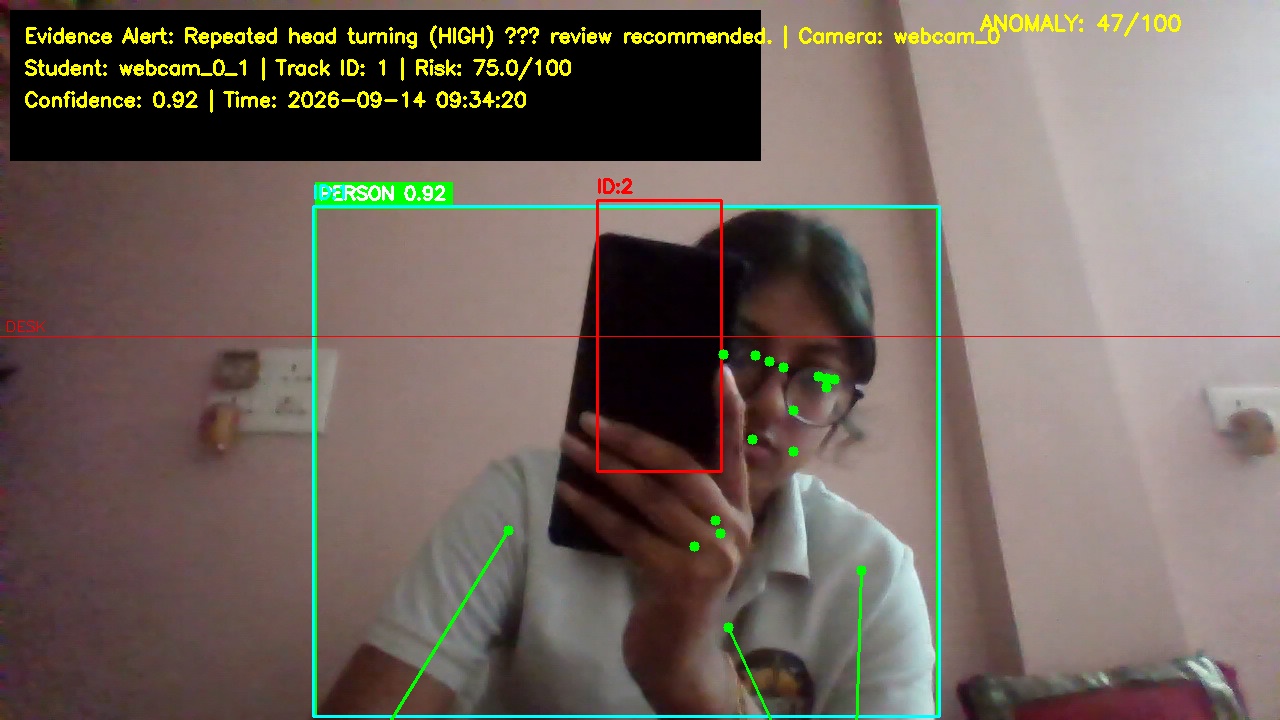 Evidence Alert: Repeated head turning (HIGH) ??? review recommended. | Camera: webcam_0
ANOMALY: 47/100
Student: webcam_0_1 | Track ID: 1 | Risk: 75.0/100
Confidence: 0.92 | Time: 2026-09-14 09:34:20
ID:2
PERSON 0.92
DESK